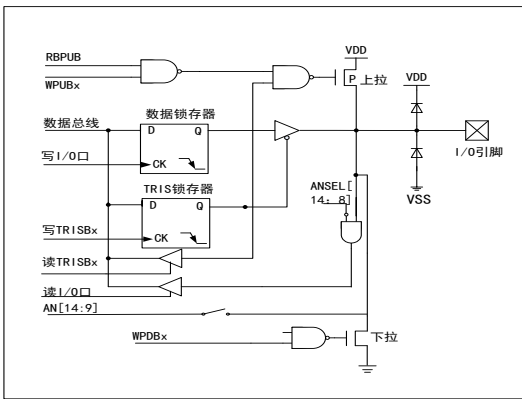 RBPUB
WPUBx
VDD
P 上拉
VDD
数据总线
数据锁存器
D Q
CK
写I/O口
I/O引脚
VSS
TRIS锁存器
D Q
CK
ANSEL[
14: 8]
写TRISBx
读TRISBx
读I/O口
AN[14:9]
WPDBx
下拉